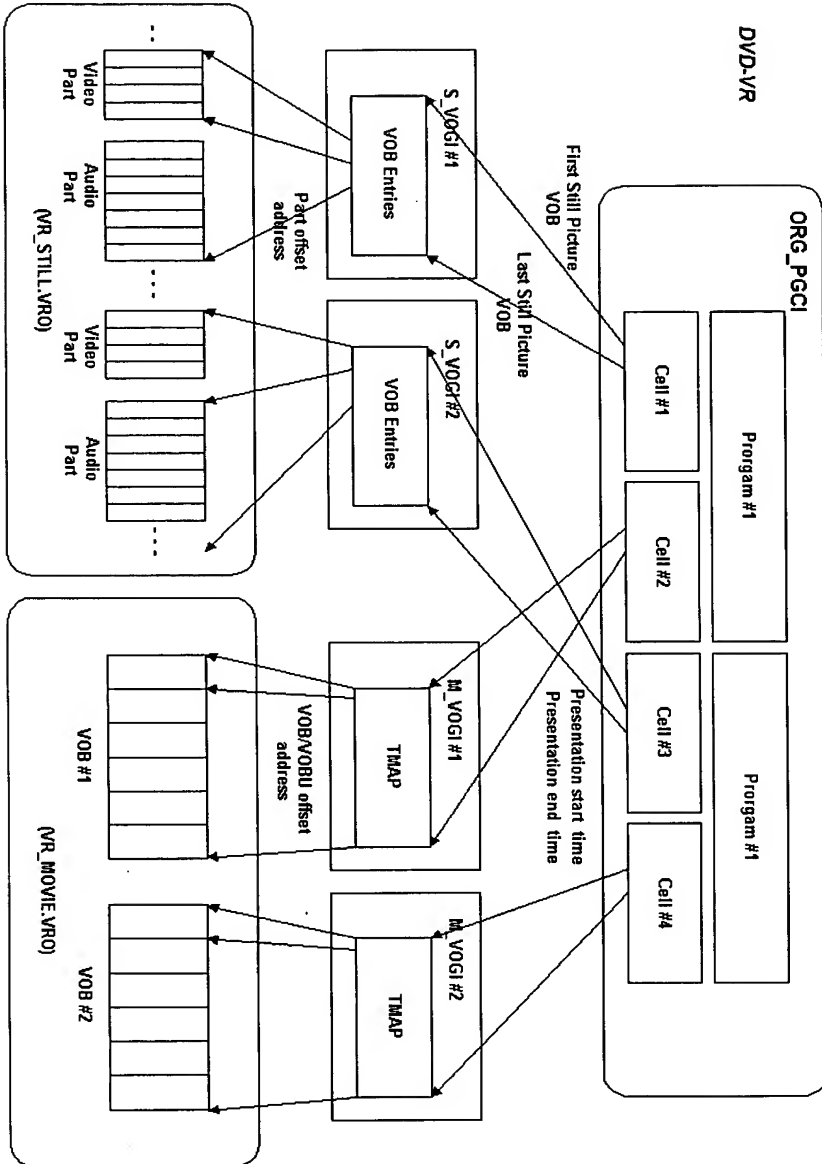 DVD-VR
ORG_PGCI
Prorgam #1
Prorgam #1
Cell #1
Cell #2
Cell #3
Cell #4
First Still Picture
VOB
Last Still Picture
VOB
Presentation start time
Presentation end time
S_VOGI #1
VOB Entries
S_VOGI #2
VOB Entries
M_VOGI #1
TMAP
M_VOGI #2
TMAP
Part offset
address
VOB/VOBU offset
address
...
Video
Part
Audio
Part
...
Video
Part
Audio
Part
...
(VR_STILL.VRO)
VOB #1
VOB #2
(VR_MOVIE.VRO)